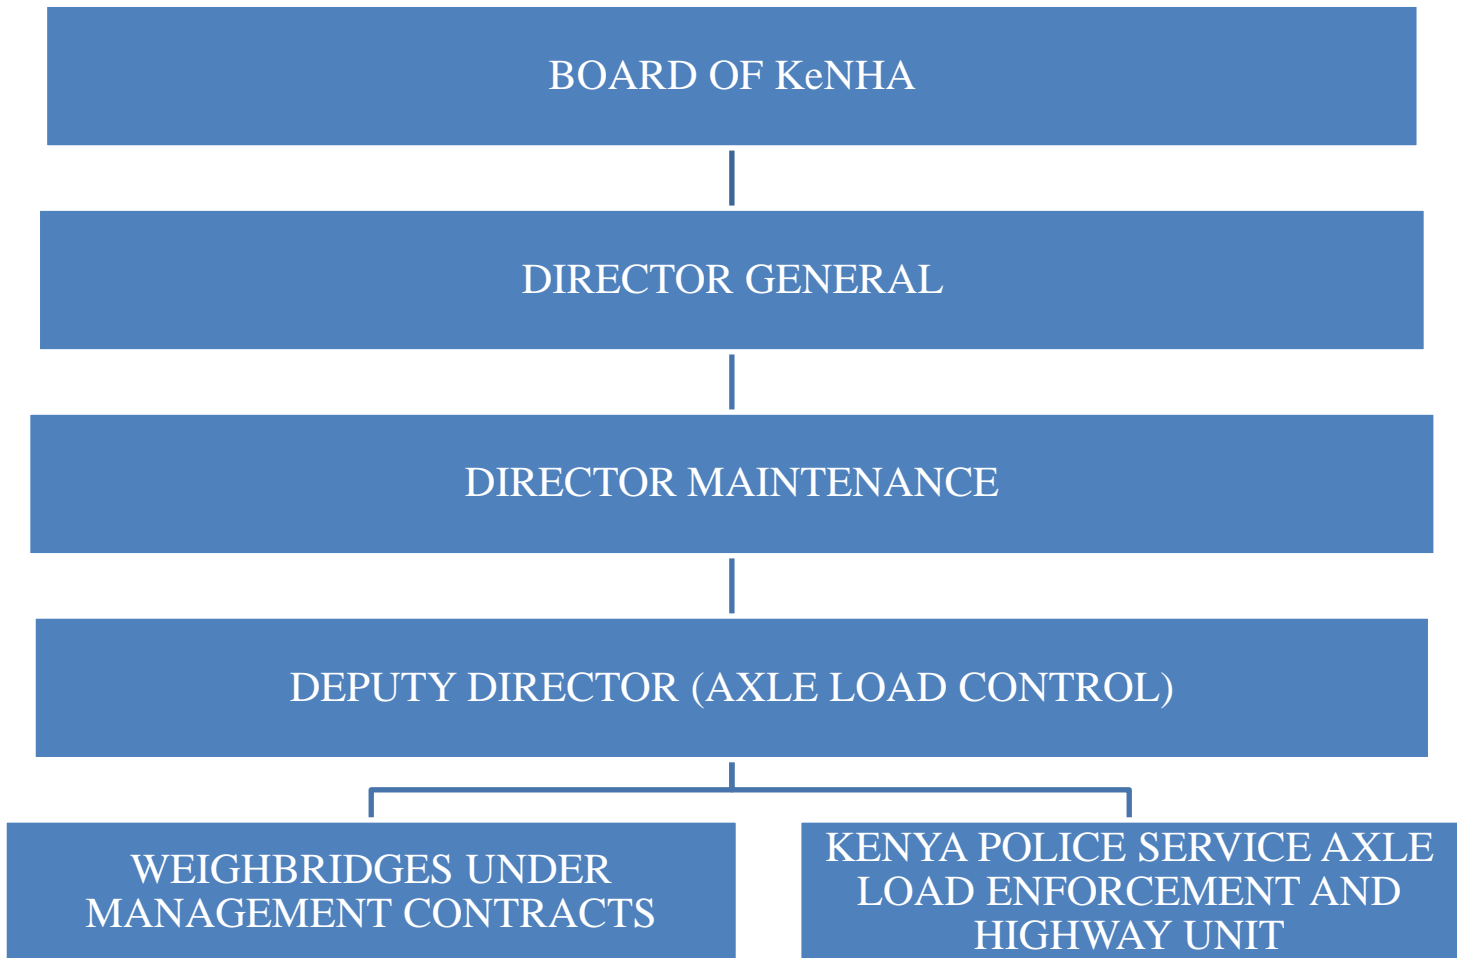 BOARD OF KeNHA
DIRECTOR GENERAL
DIRECTOR MAINTENANCE
DEPUTY DIRECTOR (AXLE LOAD CONTROL)
WEIGHBRIDGES UNDER
MANAGEMENT CONTRACTS
KENYA POLICE SERVICE AXLE
LOAD ENFORCEMENT AND
HIGHWAY UNIT